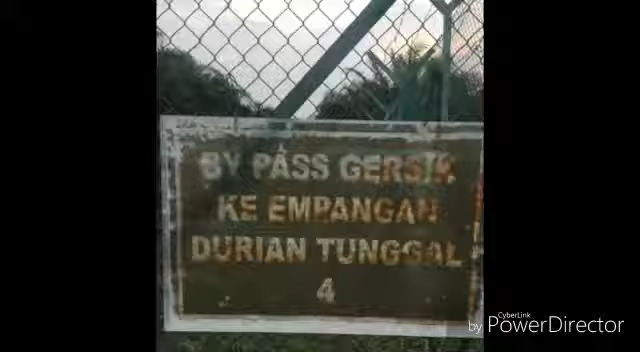 BY PASS GERSIK
KE EMPANGAN
DURIAN TUNGGAL
4
by CyberLink PowerDirector